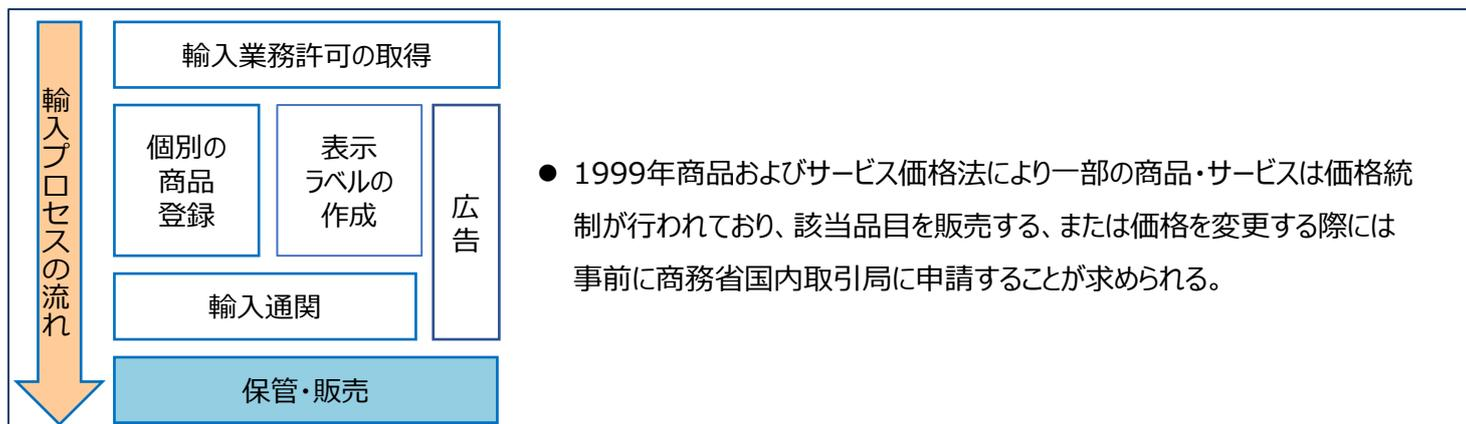 輸入プロセスの流れ
輸入業務許可の取得
個別の
商品
登録
表示
ラベルの
作成
広告
輸入通関
保管・販売
● 1999年商品およびサービス価格法により一部の商品・サービスは価格統
制が行われており、該当品目を販売する、または価格を変更する際には
事前に商務省国内取引局に申請することが求められる。